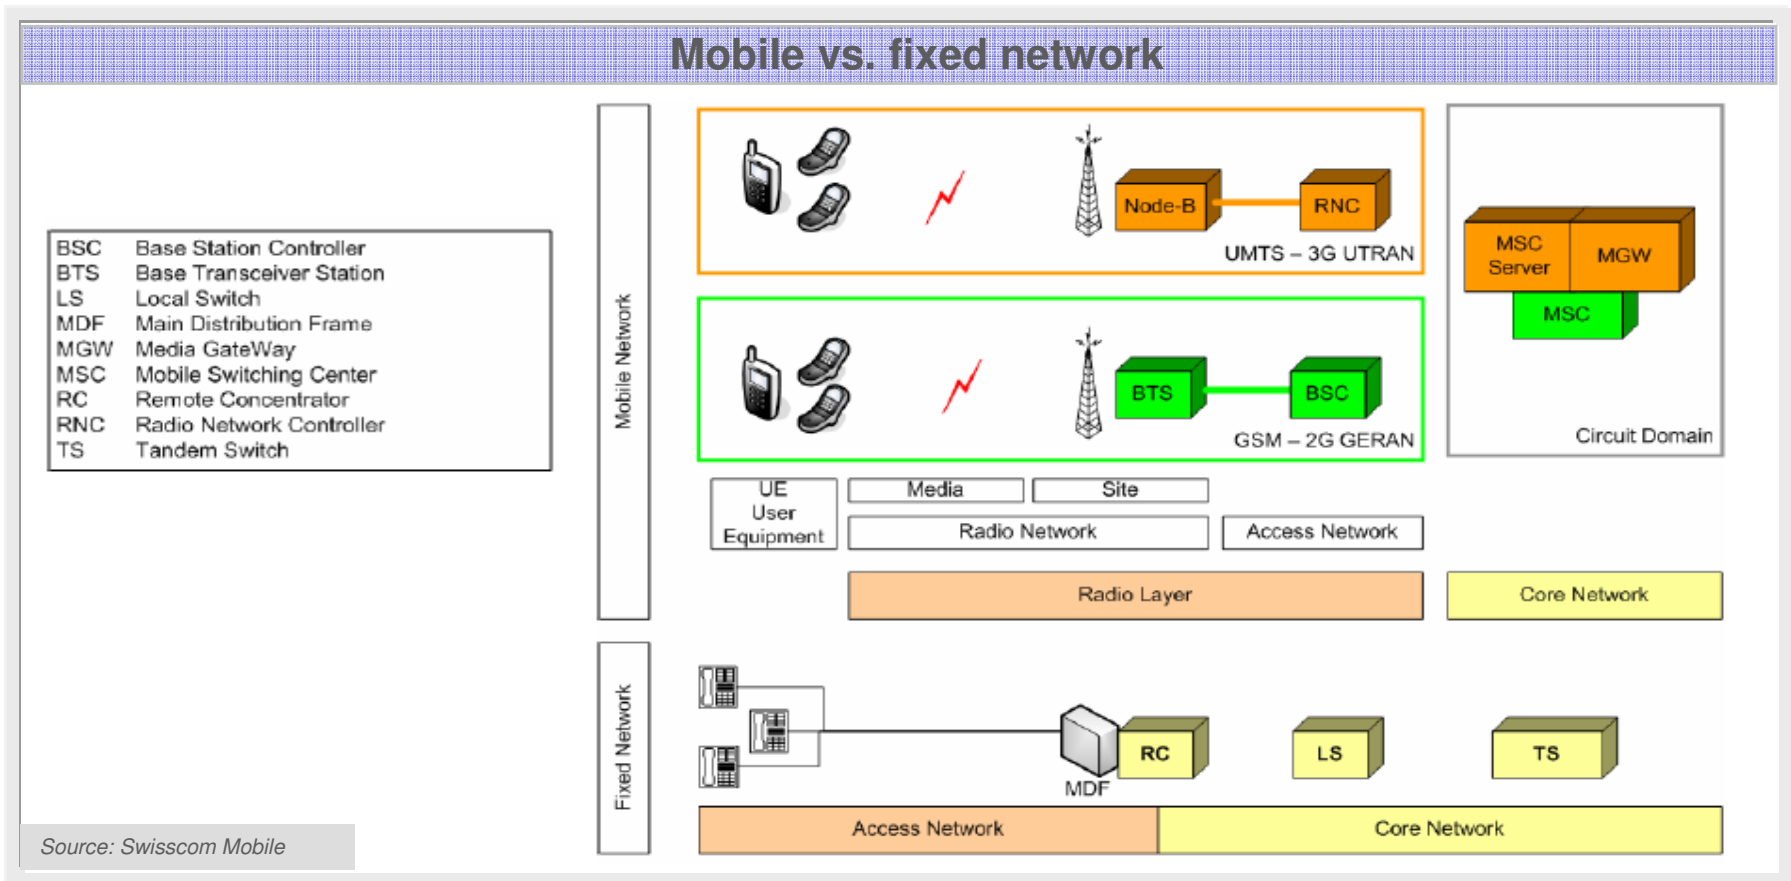 Mobile vs. fixed network
BSC Base Station Controller
BTS Base Transceiver Station
LS Local Switch
MDF Main Distribution Frame
MGW Media GateWay
MSC Mobile Switching Center
RC Remote Concentrator
RNC Radio Network Controller
TS Tandem Switch
Mobile Network
Node-B
RNC
UMTS – 3G UTRAN
MSC
Server
MGW
MSC
Circuit Domain
BTS
BSC
GSM – 2G GERAN
UE
User
Equipment
Media
Site
Radio Network
Access Network
Radio Layer
Core Network
Fixed Network
MDF
RC
LS
TS
Access Network
Core Network
Source: Swisscom Mobile